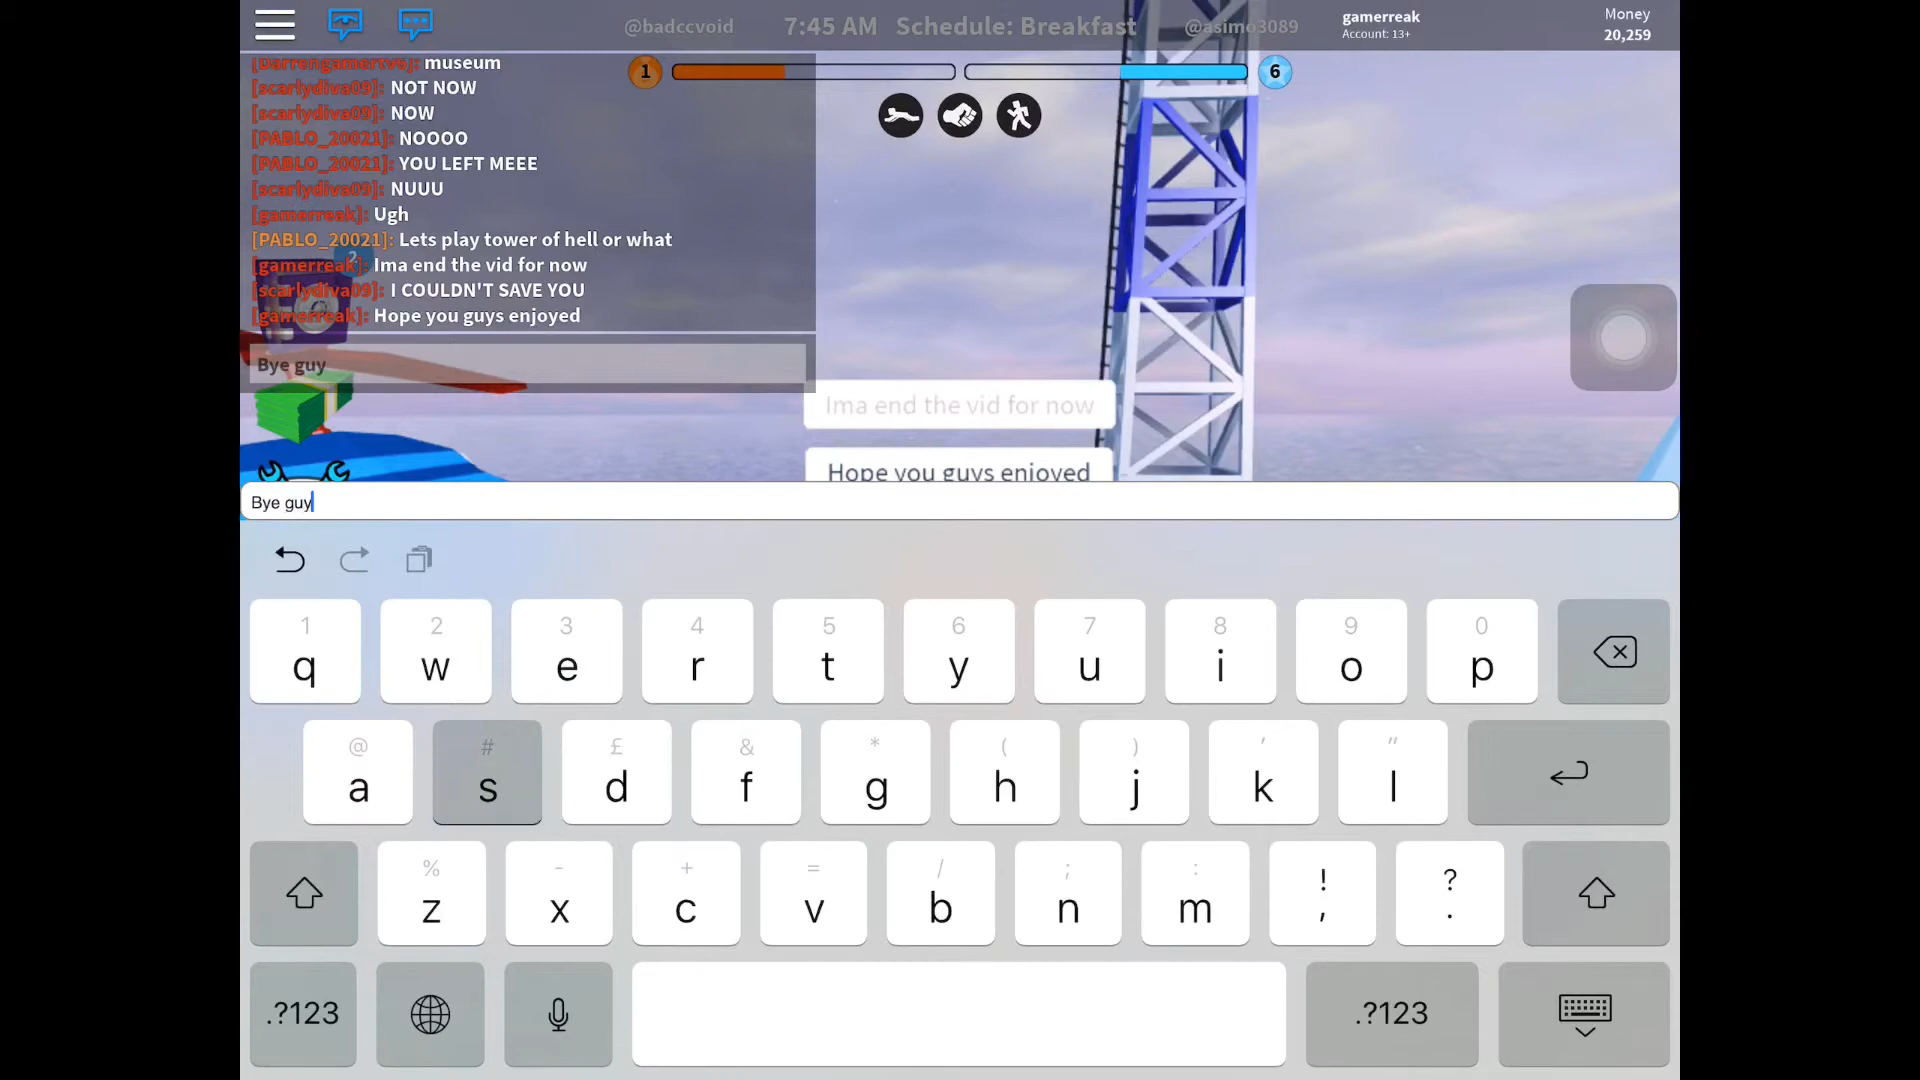 @badccvoid 7:45 AM Schedule: Breakfast @asimo3089 gamerreak Money
Account: 13+ 20,259
1 6
[Darrengamertv6]: museum
[scarlydiva09]: NOT NOW
[scarlydiva09]: NOW
[PABLO_20021]: NOOOO
[PABLO_20021]: YOU LEFT MEEE
[scarlydiva09]: NUUU
[gamerreak]: Ugh
[PABLO_20021]: Lets play tower of hell or what
2
[gamerreak]: Ima end the vid for now
[scarlydiva09]: I COULDN'T SAVE YOU
[gamerreak]: Hope you guys enjoyed
Bye guy
Ima end the vid for now
Hope you guys enjoyed
Bye guy
1 2 3 4 5 6 7 8 9 0
q w e r t y u i o p
@ # £ & * ( ) ' "
a s d f g h j k l
% - + = / ; : ! ?
z x c v b n m , .
.?123 .?123